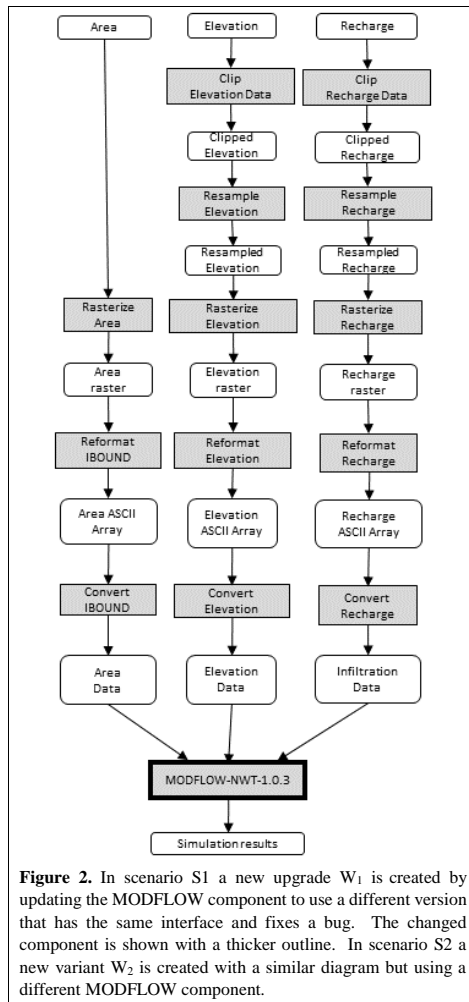 Area
Elevation
Recharge
Clip
Elevation Data
Clip
Recharge Data
Clipped
Elevation
Clipped
Recharge
Resample
Elevation
Resample
Recharge
Resampled
Elevation
Resampled
Recharge
Rasterize
Area
Rasterize
Elevation
Rasterize
Recharge
Area
raster
Elevation
raster
Recharge
raster
Reformat
IBOUND
Reformat
Elevation
Reformat
Recharge
Area ASCII
Array
Elevation
ASCII Array
Recharge
ASCII Array
Convert
IBOUND
Convert
Elevation
Convert
Recharge
Area
Data
Elevation
Data
Infiltration
Data
MODFLOW-NWT-1.0.3
Simulation results
Figure 2. In scenario S1 a new upgrade W₁ is created by
updating the MODFLOW component to use a different version
that has the same interface and fixes a bug. The changed
component is shown with a thicker outline. In scenario S2 a
new variant W₂ is created with a similar diagram but using a
different MODFLOW component.